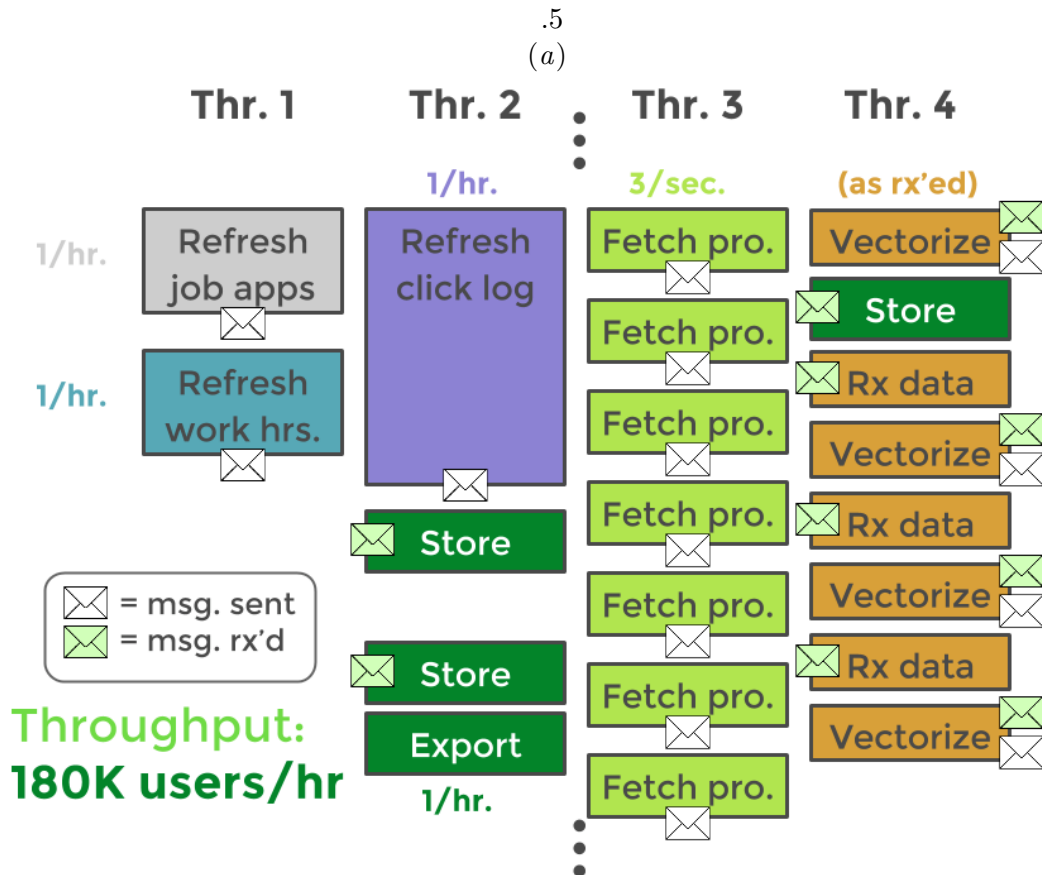 .5
(a)
Thr. 1
Thr. 2
Thr. 3
Thr. 4
1/hr.
3/sec.
(as rx'ed)
1/hr.
Refresh
job apps
1/hr.
Refresh
work hrs.
Refresh
click log
Store
Store
Export
1/hr.
Fetch pro.
Fetch pro.
Fetch pro.
Fetch pro.
Fetch pro.
Fetch pro.
Fetch pro.
Vectorize
Store
Rx data
Vectorize
Rx data
Vectorize
Rx data
Vectorize
= msg. sent
= msg. rx'd
Throughput:
180K users/hr